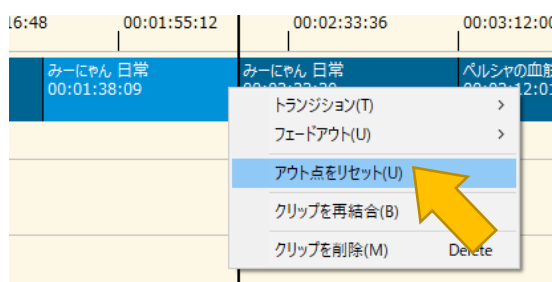 16:48 00:01:55:12 00:02:33:36 00:03:12:00
みーにゃん 日常 みーにゃん 日常 ペルシャの血筋
00:01:38:09
トランジション(T)
フェードアウト(U)
アウト点をリセット(U)
クリップを再結合(B)
クリップを削除(M) Delete